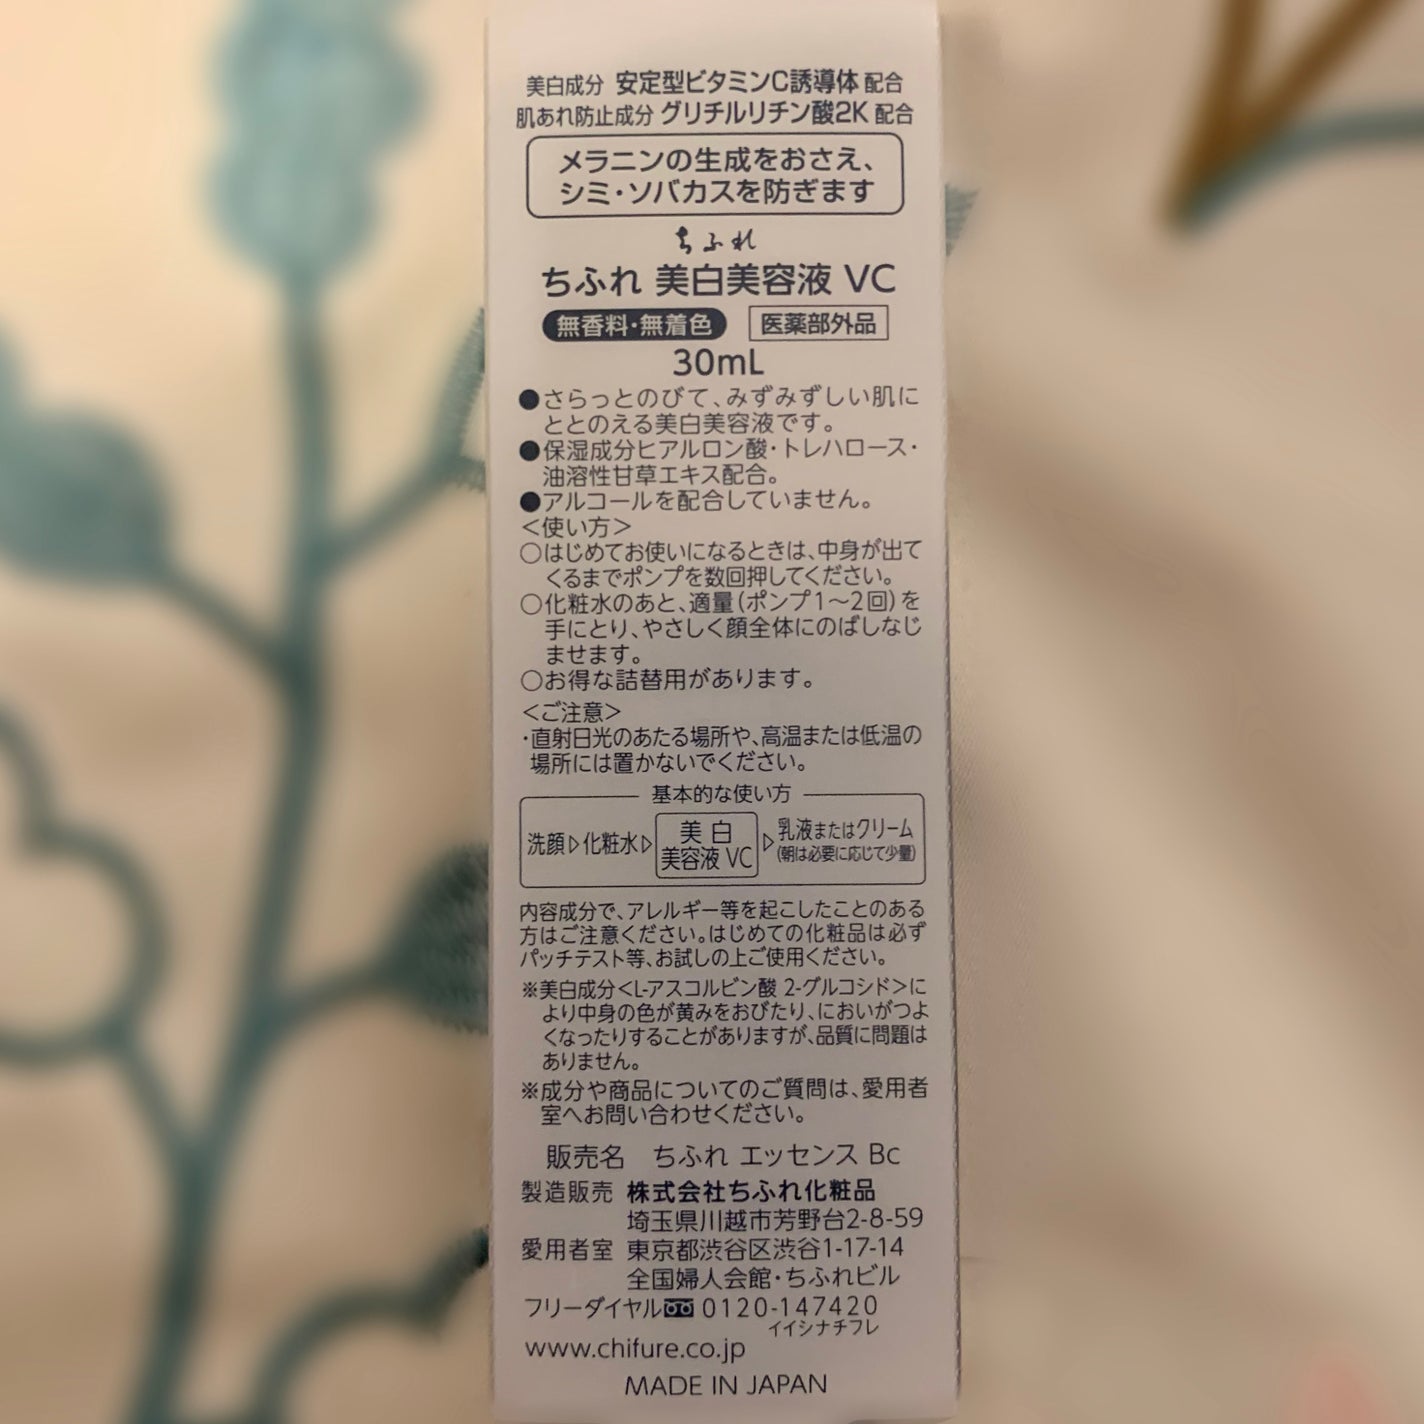 美白成分 安定型ビタミンC誘導体 配合
肌あれ防止成分 グリチルリチン酸2K 配合
メラニンの生成をおさえ、
シミ・ソバカスを防ぎます
ちふれ
ちふれ 美白美容液 VC
無香料・無着色 医薬部外品
30mL
●さらっとのびて、みずみずしい肌に
ととのえる美白美容液です。
●保湿成分ヒアルロン酸・トレハロース・
油溶性甘草エキス配合。
●アルコールを配合していません。
＜使い方＞
○はじめてお使いになるときは、中身が出て
くるまでポンプを数回押してください。
○化粧水のあと、適量(ポンプ1～2回)を
手にとり、やさしく顔全体にのばしなじ
ませます。
○お得な詰替用があります。
＜ご注意＞
・直射日光のあたる場所や、高温または低温の
場所には置かないでください。
基本的な使い方
洗顔▷化粧水▷美白美容液 VC▷乳液またはクリーム
(朝は必要に応じて少量)
内容成分で、アレルギー等を起こしたことのある
方はご注意ください。はじめての化粧品は必ず
パッチテスト等、お試しの上ご使用ください。
※美白成分＜L-アスコルビン酸 2-グルコシド＞に
より中身の色が黄みをおびたり、においがつよ
くなったりすることがありますが、品質に問題は
ありません。
※成分や商品についてのご質問は、愛用者
室へお問い合わせください。
販売名 ちふれ エッセンス Bc
製造販売 株式会社ちふれ化粧品
埼玉県川越市芳野台2-8-59
愛用者室 東京都渋谷区渋谷1-17-14
全国婦人会館・ちふれビル
フリーダイヤル 0120-147420
イイシナチフレ
www.chifure.co.jp
MADE IN JAPAN